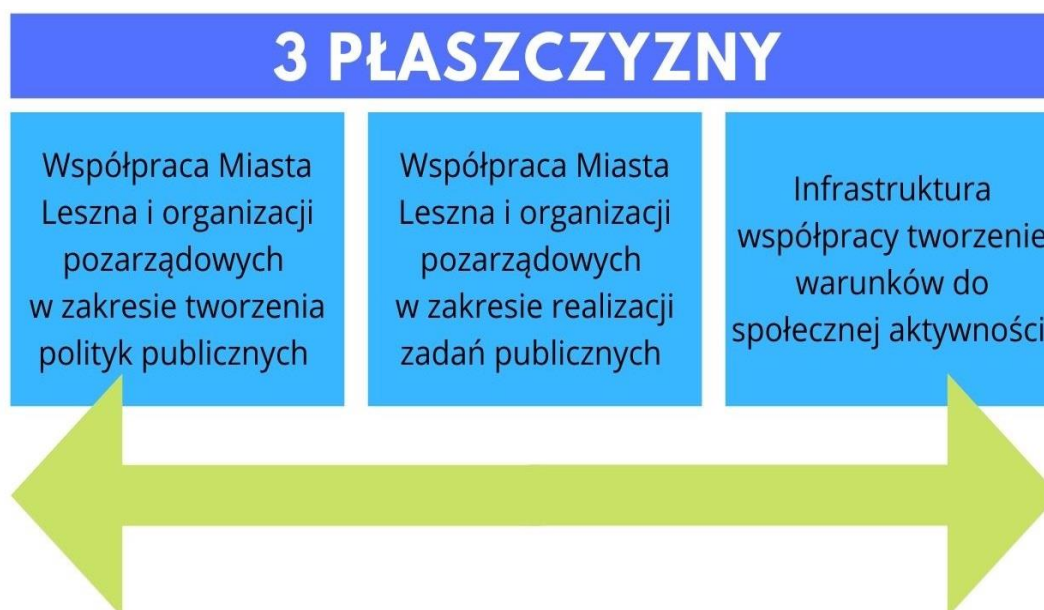 3 PŁASZCZYZNY
Współpraca Miasta
Leszna i organizacji
pozarządowych
w zakresie tworzenia
polityk publicznych
Współpraca Miasta
Leszna i organizacji
pozarządowych
w zakresie realizacji
zadań publicznych
Infrastruktura
współpracy tworzenie
warunków do
społecznej aktywności